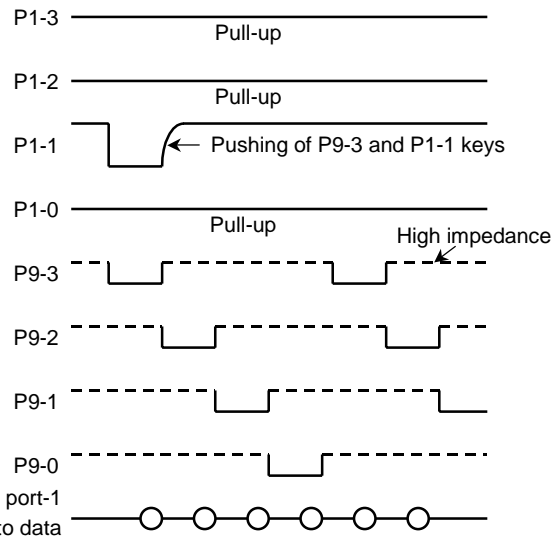 P1-3
Pull-up
P1-2
Pull-up
P1-1
Pushing of P9-3 and P1-1 keys
P1-0
Pull-up
High impedance
P9-3
P9-2
P9-1
P9-0
port-1
to data